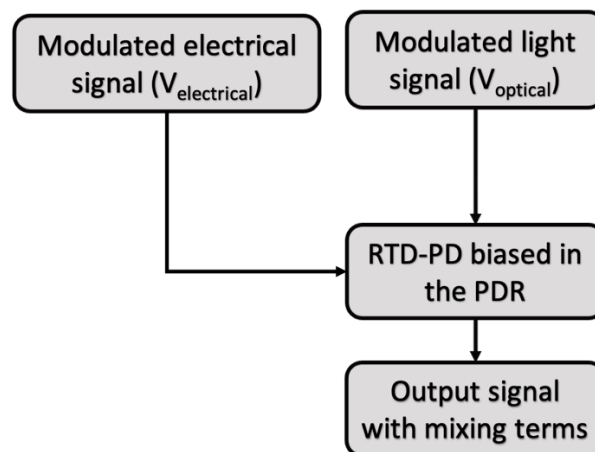 Modulated electrical
signal (Velectrical)
Modulated light
signal (Voptical)
RTD-PD biased in
the PDR
Output signal
with mixing terms